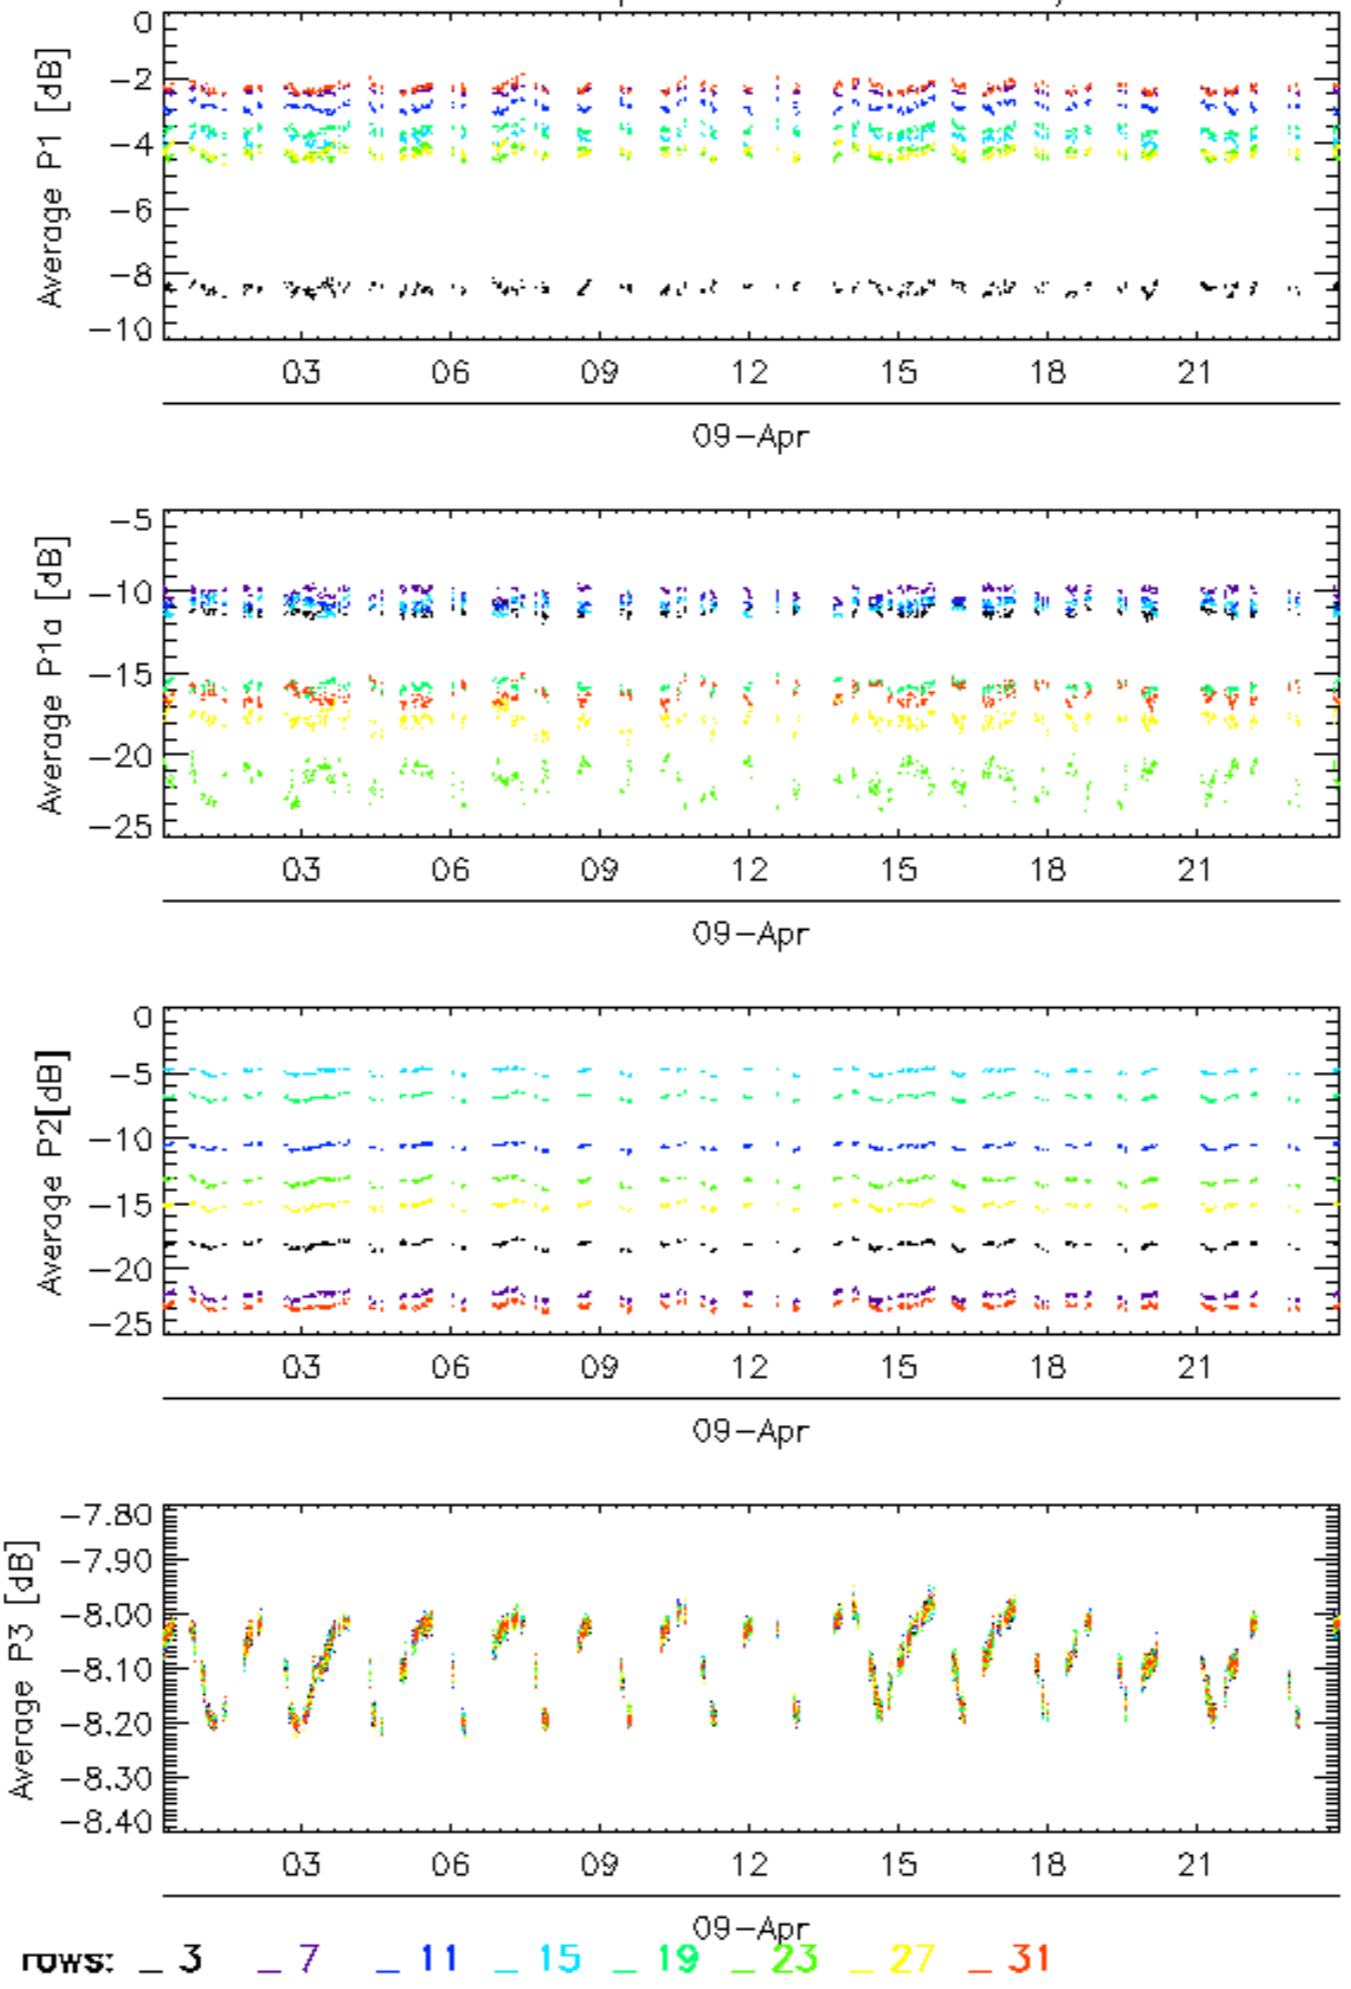 0
−2
−4
−6
−8
−10
Average P1 [dB]
03 06 09 12 15 18 21
09−Apr
−5
−10
−15
−20
−25
Average P1a [dB]
03 06 09 12 15 18 21
09−Apr
0
−5
−10
−15
−20
−25
Average P2[dB]
03 06 09 12 15 18 21
09−Apr
−7.80
−7.90
−8.00
−8.10
−8.20
−8.30
−8.40
Average P3 [dB]
03 06 09 12 15 18 21
09−Apr
rows: _ 3 _ 7 _ 11 _ 15 _ 19 _ 23 _ 27 _ 31